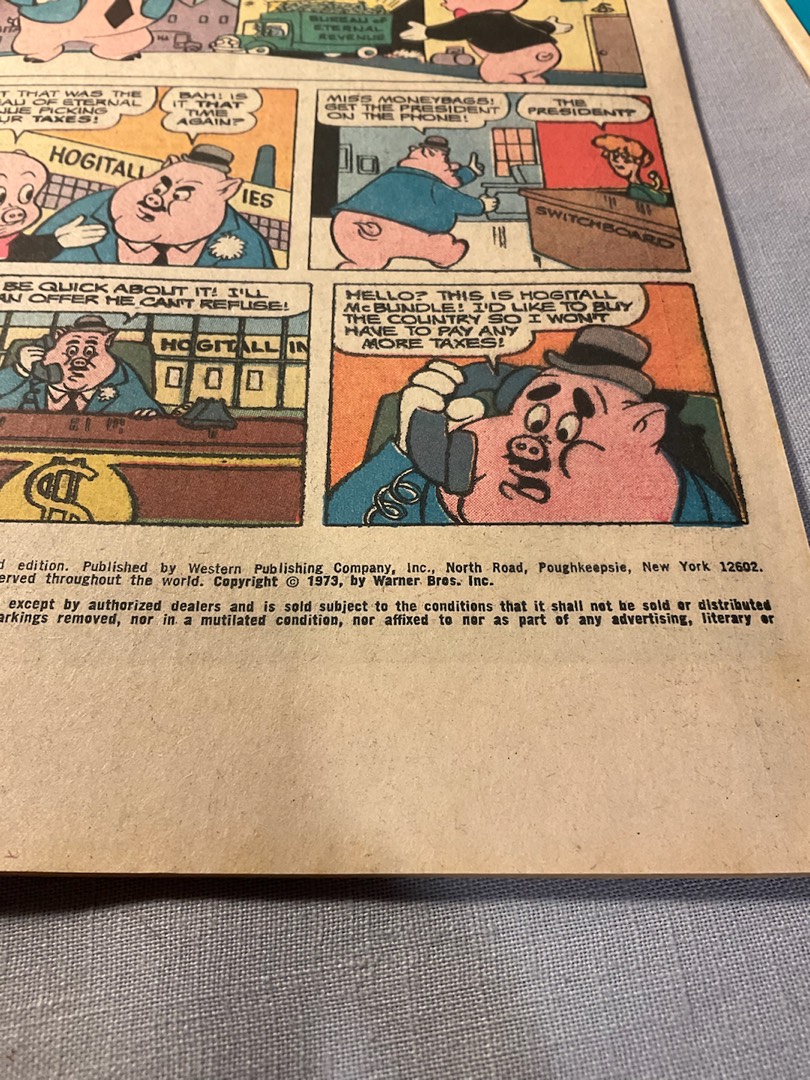 BUREAU OF
ETERNAL
REVENUE
THAT WAS THE
OF ETERNAL
PICKING
TAXES!
BAH! IS
IT THAT
TIME
AGAIN?
HOGITALL
IES
MISS MONEYBAGS!
GET THE PRESIDENT
ON THE PHONE!
THE
PRESIDENT?
SWITCHBOARD
BE QUICK ABOUT IT! I'LL
AN OFFER HE CAN'T REFUSE!
HOGITALL IN
$
HELLO? THIS IS HOGITALL
McBUNDLE! I'D LIKE TO BUY
THE COUNTRY SO I WON'T
HAVE TO PAY ANY
MORE TAXES!
edition. Published by Western Publishing Company, Inc., North Road, Poughkeepsie, New York 12602.
erved throughout the world. Copyright © 1973, by Warner Bros. Inc.
except by authorized dealers and is sold subject to the conditions that it shall not be sold or distributed
arkings removed, nor in a mutilated condition, nor affixed to nor as part of any advertising, literary or